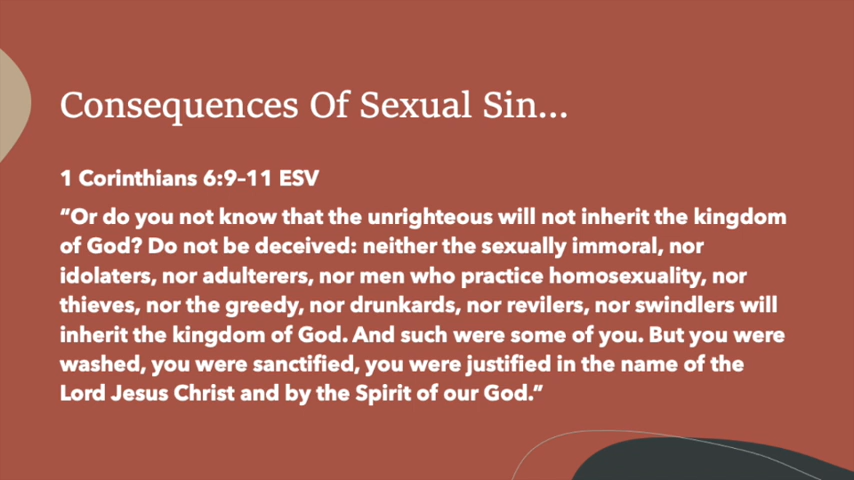 Consequences Of Sexual Sin...
1 Corinthians 6:9–11 ESV
“Or do you not know that the unrighteous will not inherit the kingdom
of God? Do not be deceived: neither the sexually immoral, nor
idolaters, nor adulterers, nor men who practice homosexuality, nor
thieves, nor the greedy, nor drunkards, nor revilers, nor swindlers will
inherit the kingdom of God. And such were some of you. But you were
washed, you were sanctified, you were justified in the name of the
Lord Jesus Christ and by the Spirit of our God.”